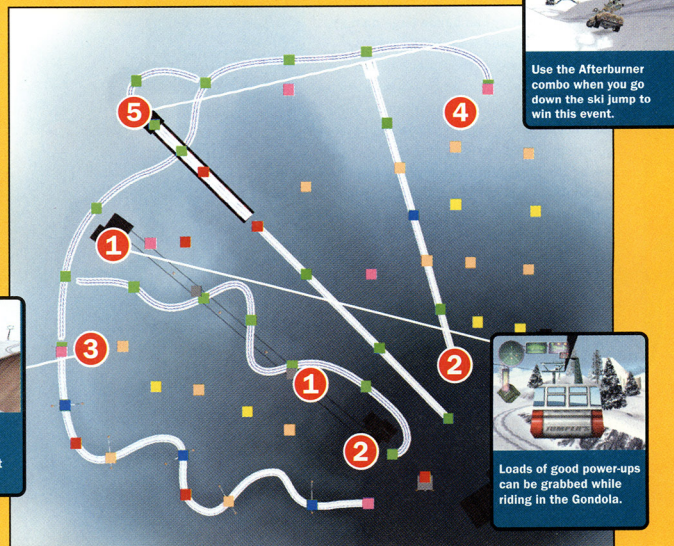 Use the Afterburner
combo when you go
down the ski jump to
win this event.
5
4
1
3
2
1
2
t
JUMPER'S
Loads of good power-ups
can be grabbed while
riding in the Gondola.